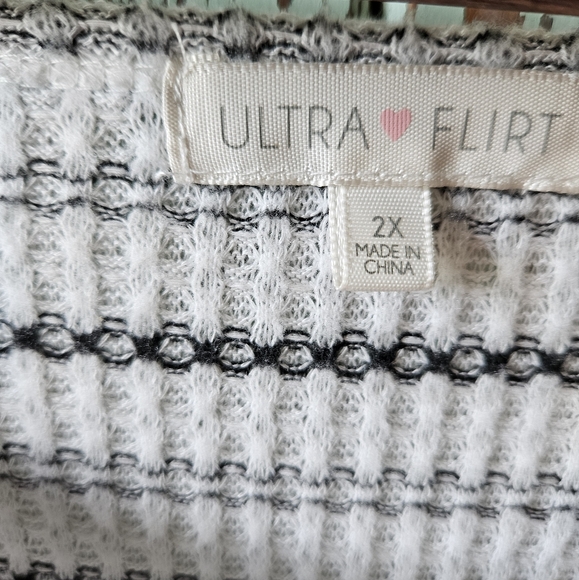 ULTRA ♥ FLIRT
2X
MADE IN
CHINA